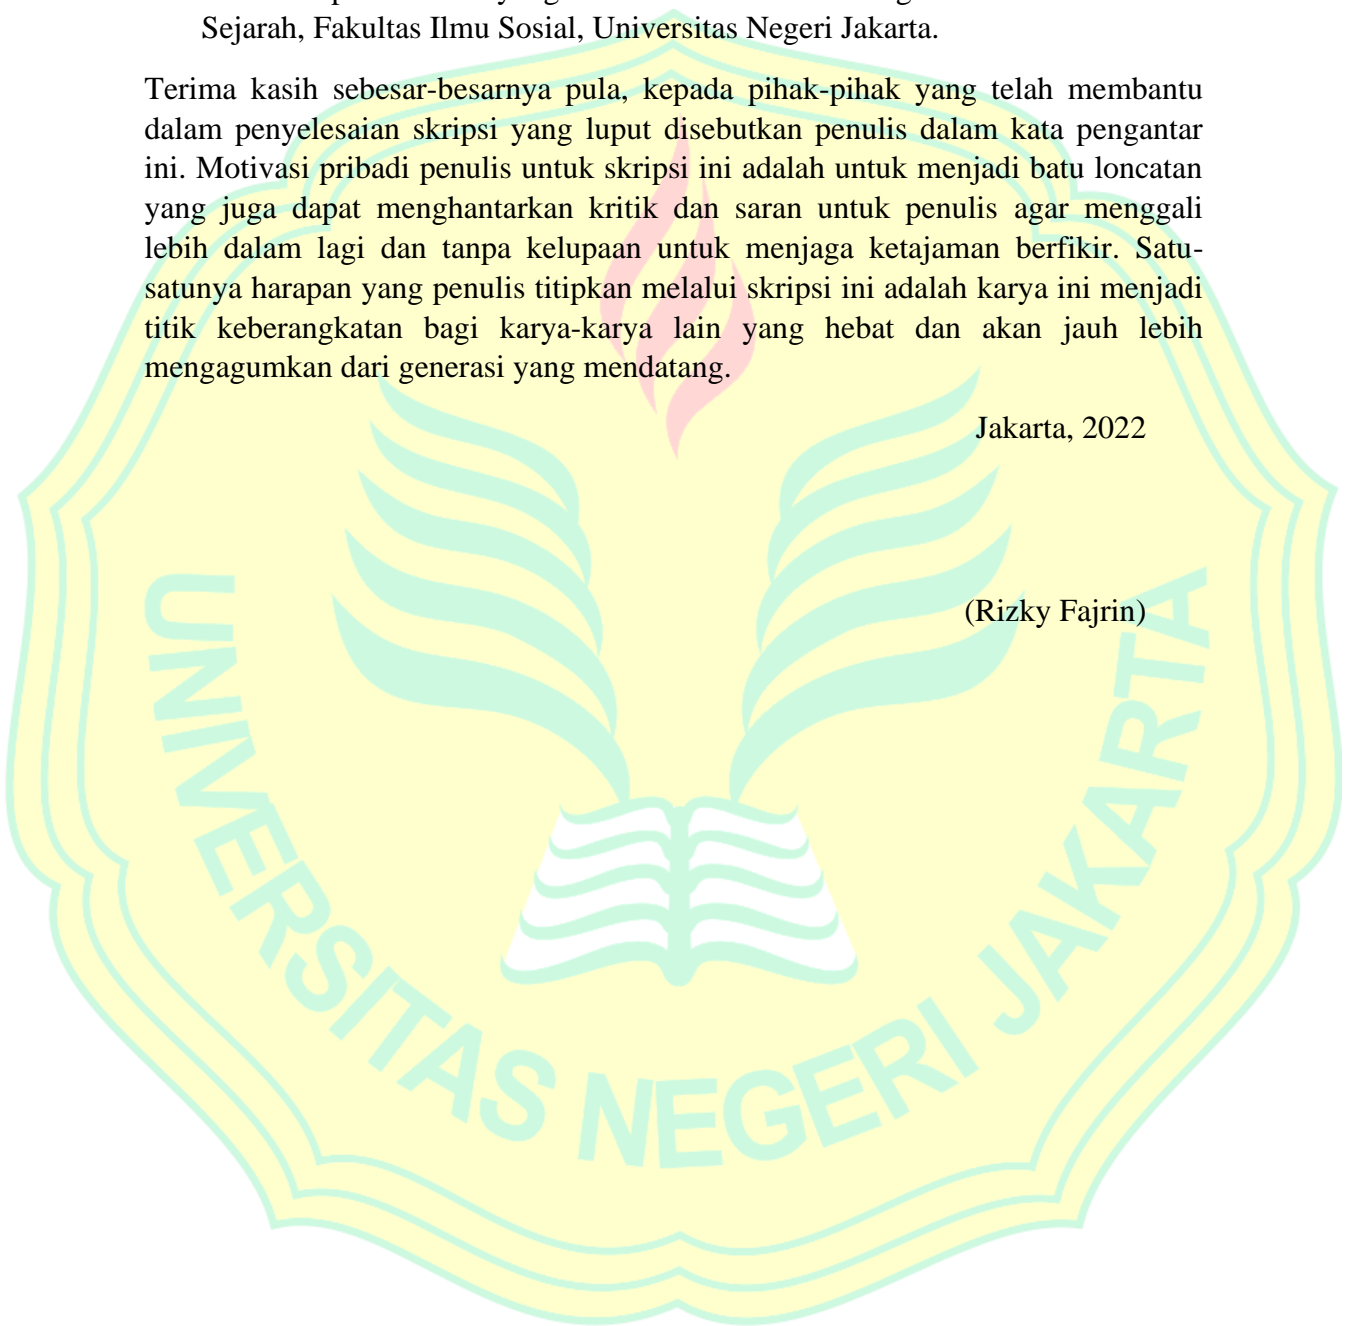 Sejarah, Fakultas Ilmu Sosial, Universitas Negeri Jakarta.
Terima kasih sebesar-besarnya pula, kepada pihak-pihak yang telah membantu
dalam penyelesaian skripsi yang luput disebutkan penulis dalam kata pengantar
ini. Motivasi pribadi penulis untuk skripsi ini adalah untuk menjadi batu loncatan
yang juga dapat menghantarkan kritik dan saran untuk penulis agar menggali
lebih dalam lagi dan tanpa kelupaan untuk menjaga ketajaman berfikir. Satu-
satunya harapan yang penulis titipkan melalui skripsi ini adalah karya ini menjadi
titik keberangkatan bagi karya-karya lain yang hebat dan akan jauh lebih
mengagumkan dari generasi yang mendatang.
Jakarta, 2022
(Rizky Fajrin)
UNIVERSITAS NEGERI JAKARTA